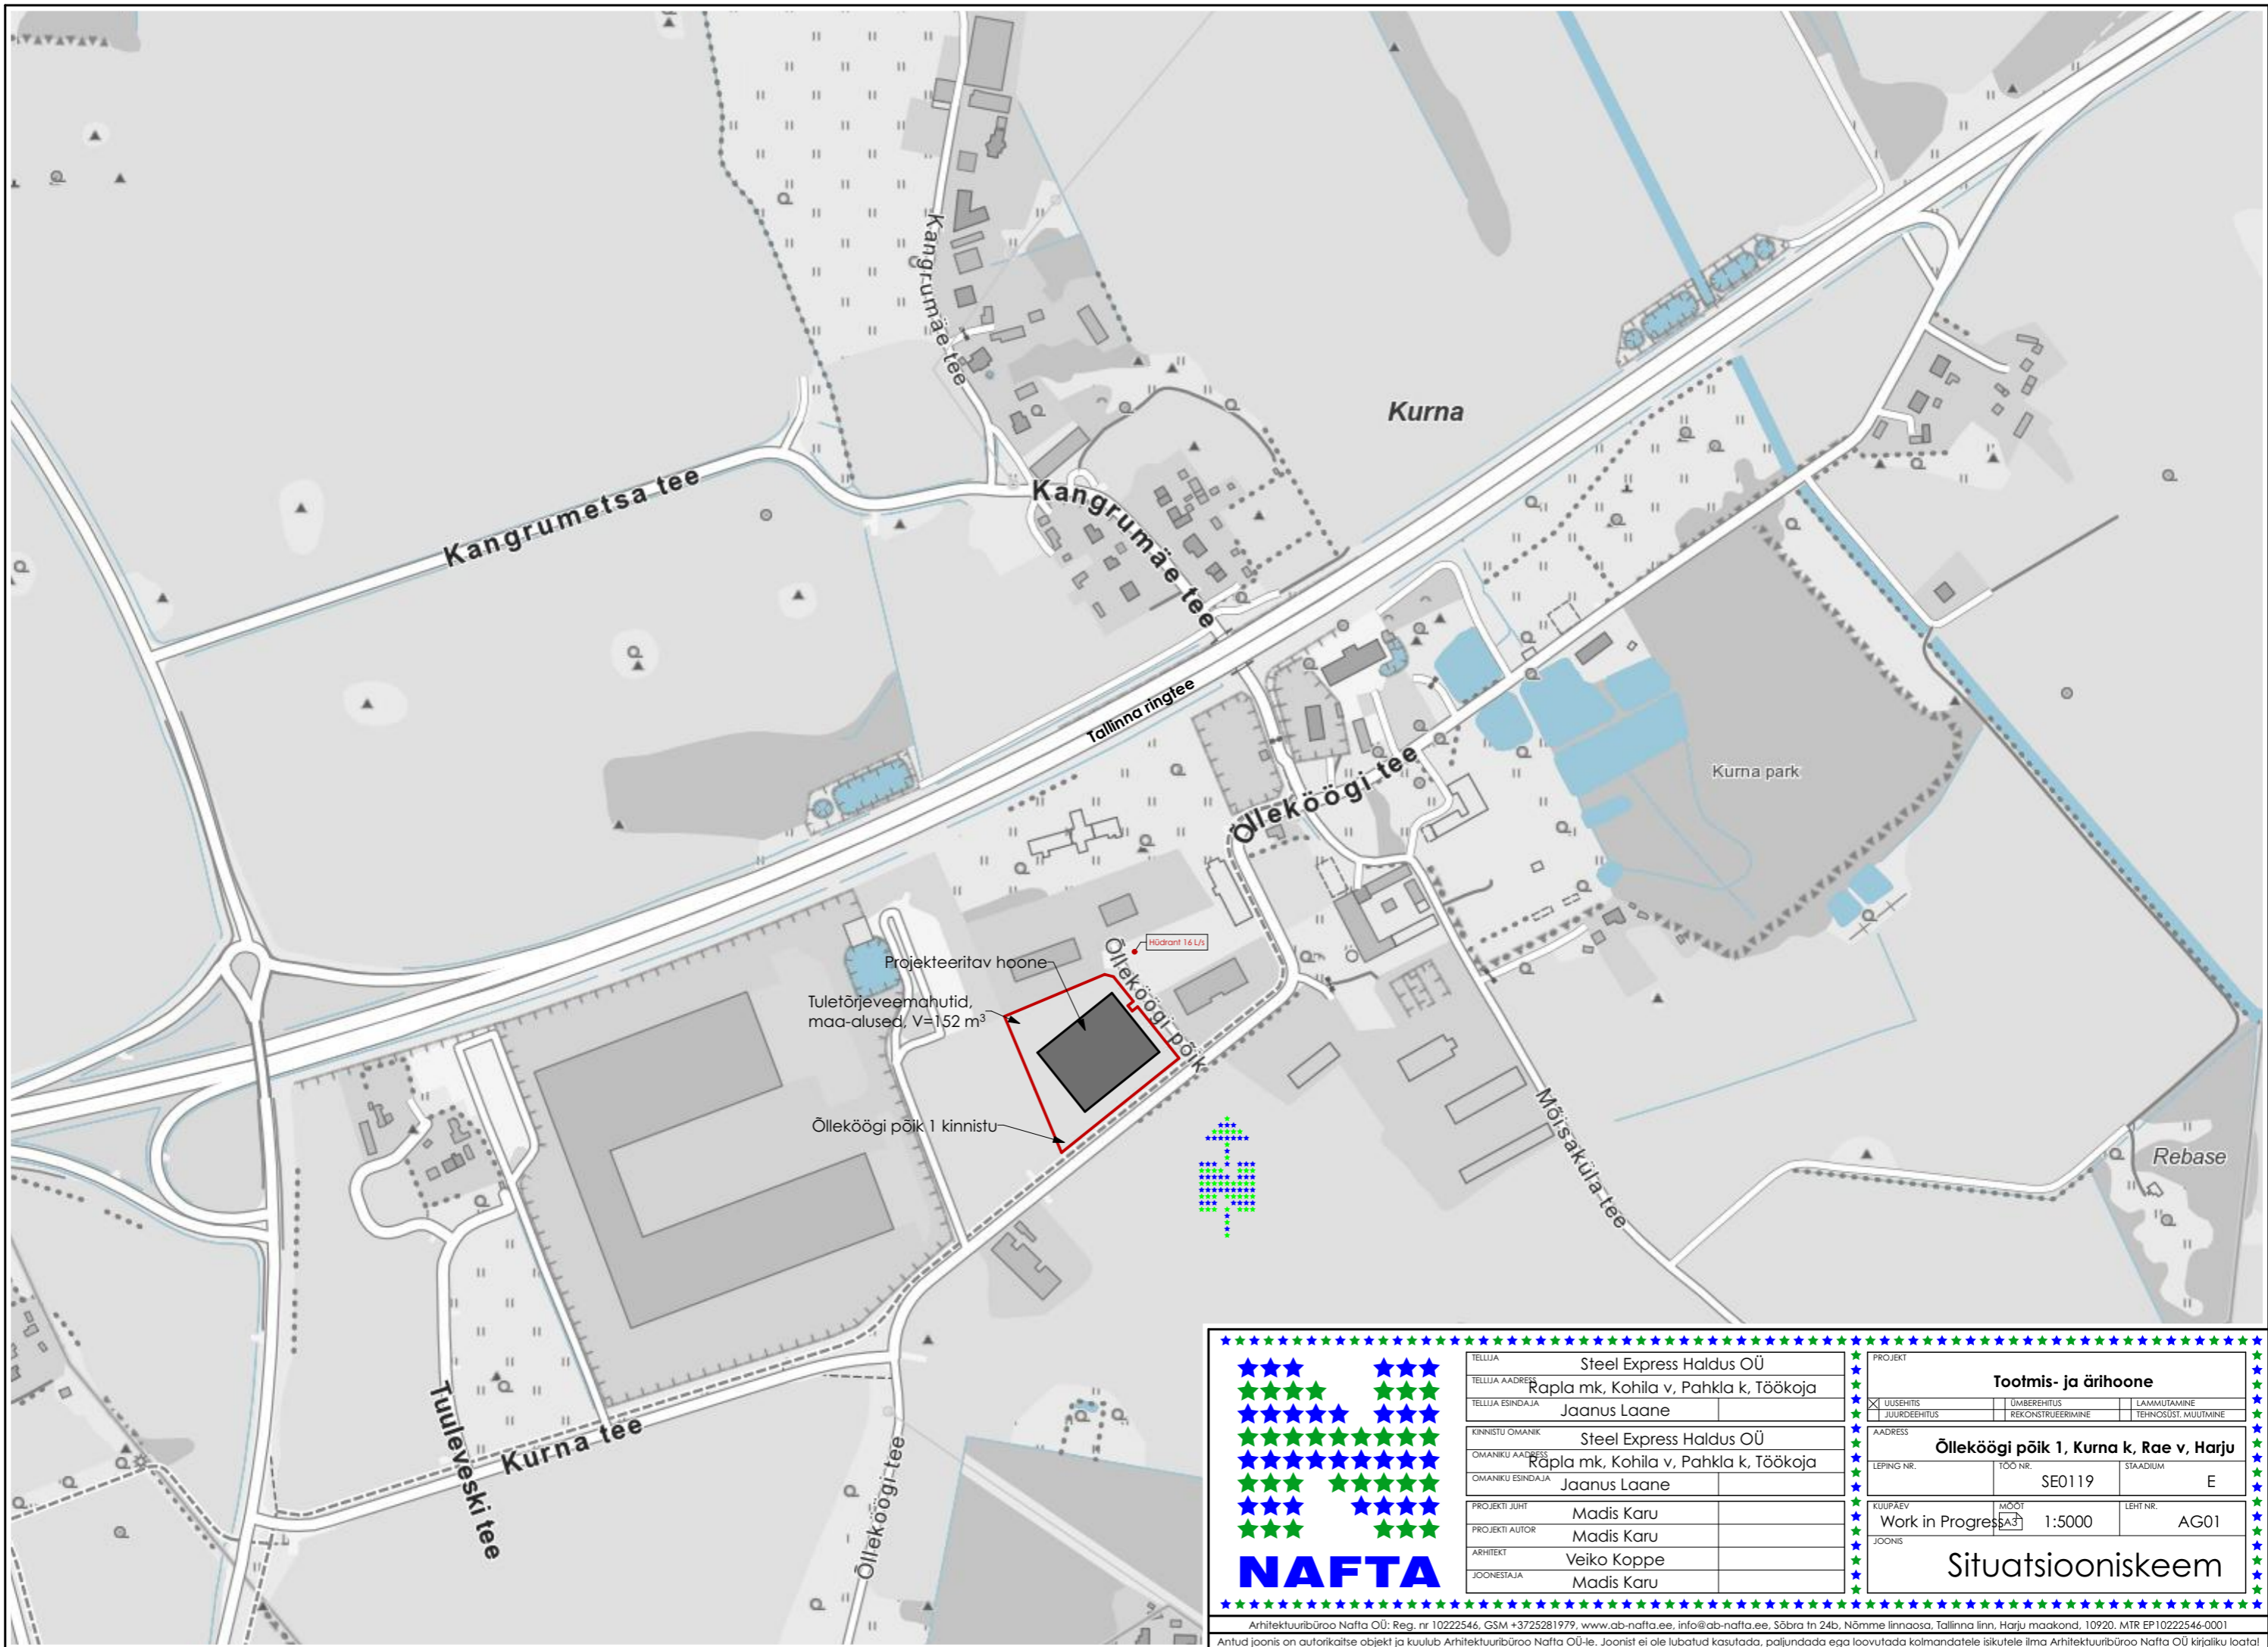 Kangrumäe tee
Kurna
Kangrumetsa tee
Kangrumäe tee
Tallinna ringtee
Õlleköögi tee
Kurna park
Hüdrant 16 L/s
Õlleköögi põik
Projekteeritav hoone
Tuletõrjeveemahutid,
maa-alused, V=152 m³
Õlleköögi põik 1 kinnistu
Mõisaküla tee
Rebase
Tuuleveski tee
Kurna tee
Õlleköögi tee
NAFTA
TELLIJA Steel Express Haldus OÜ
TELLIJA AADRESS Rapla mk, Kohila v, Pahkla k, Töökoja
TELLIJA ESINDAJA Jaanus Laane
KINNISTU OMANIK Steel Express Haldus OÜ
OMANIKU AADRESS Rapla mk, Kohila v, Pahkla k, Töökoja
OMANIKU ESINDAJA Jaanus Laane
PROJEKTI JUHT Madis Karu
PROJEKTI AUTOR Madis Karu
ARHITEKT Veiko Koppe
JOONESTAJA Madis Karu
PROJEKT
Tootmis- ja ärihoone
UUSEHITIS ÜMBEREHITUS LAMMUTAMINE
JUURDEEHITUS REKONSTRUEERIMINE TEHNOSÜST. MUUTMINE
AADRESS
Õlleköögi põik 1, Kurna k, Rae v, Harju
LEPING NR. TÖÖ NR. STAADIUM
SE0119 E
KUUPÄEV MÕÕT LEHT NR.
Work in Progress A3 1:5000 AG01
JOONIS
Situatsiooniskeem
Arhitektuuribüroo Nafta OÜ: Reg. nr 10222546, GSM +3725281979, www.ab-nafta.ee, info@ab-nafta.ee, Sõbra tn 24b, Nõmme linnaosa, Tallinna linn, Harju maakond, 10920. MTR EP10222546-0001
Antud joonis on autorikaitse objekt ja kuulub Arhitektuuribüroo Nafta OÜ-le. Joonist ei ole lubatud kasutada, paljundada ega loovutada kolmandatele isikutele ilma Arhitektuuribüroo Nafta OÜ kirjaliku loata